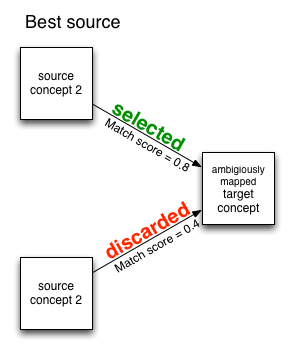 Best source
source
concept 2
selected
Match score = 0.8
ambigiously
mapped
target
concept
discarded
Match score = 0.4
source
concept 2